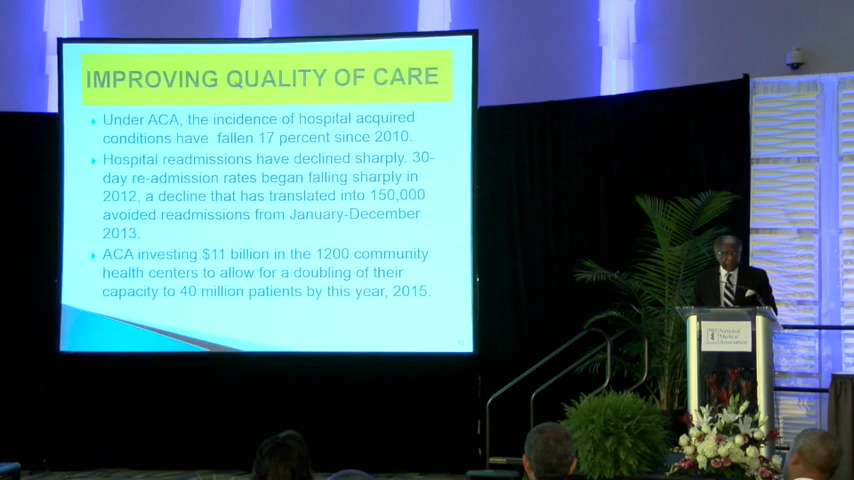 IMPROVING QUALITY OF CARE
Under ACA, the incidence of hospital acquired
conditions have fallen 17 percent since 2010.
Hospital readmissions have declined sharply. 30-
day re-admission rates began falling sharply in
2012, a decline that has translated into 150,000
avoided readmissions from January-December
2013.
ACA investing $11 billion in the 1200 community
health centers to allow for a doubling of their
capacity to 40 million patients by this year, 2015.
National
Medical
Association